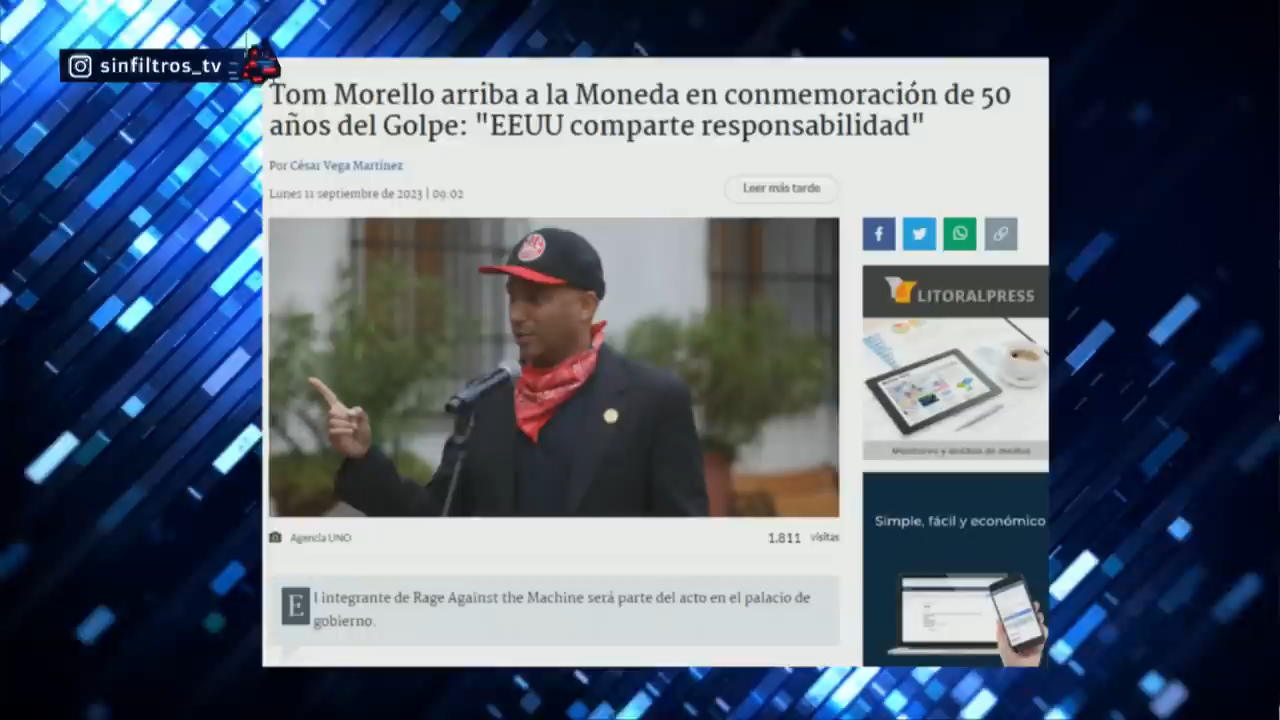 sinfiltros_tv
Tom Morello arriba a la Moneda en conmemoración de 50
años del Golpe: "EEUU comparte responsabilidad"
Por César Vega Martínez
Lunes 11 septiembre de 2023 | 09:02
Leer más tarde
LITORALPRESS
Monitoreo y análisis de medios
Agencia UNO
1.811 visitas
Simple, fácil y económico
El integrante de Rage Against the Machine será parte del acto en el palacio de
gobierno.